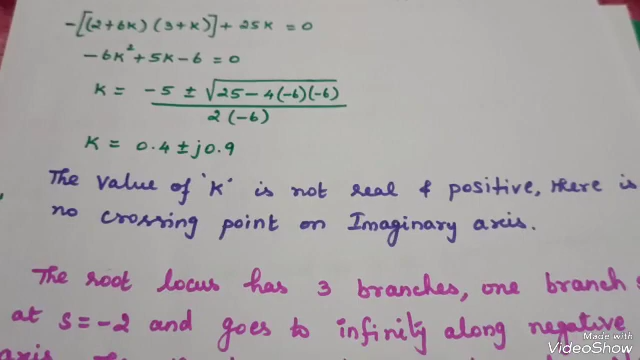 -[(2+6K) (3+K)] + 25K = 0
-6K² + 5K - 6 = 0
K = -5 ± √25 - 4(-6)(-6) / 2(-6)
K = 0.4 ± j0.9
The value of 'K' is not real & positive, there is
no crossing point on Imaginary axis.
The root locus has 3 branches, one branch
at s = -2 and goes to infinity along negative
axis.
Made with
VideoShow